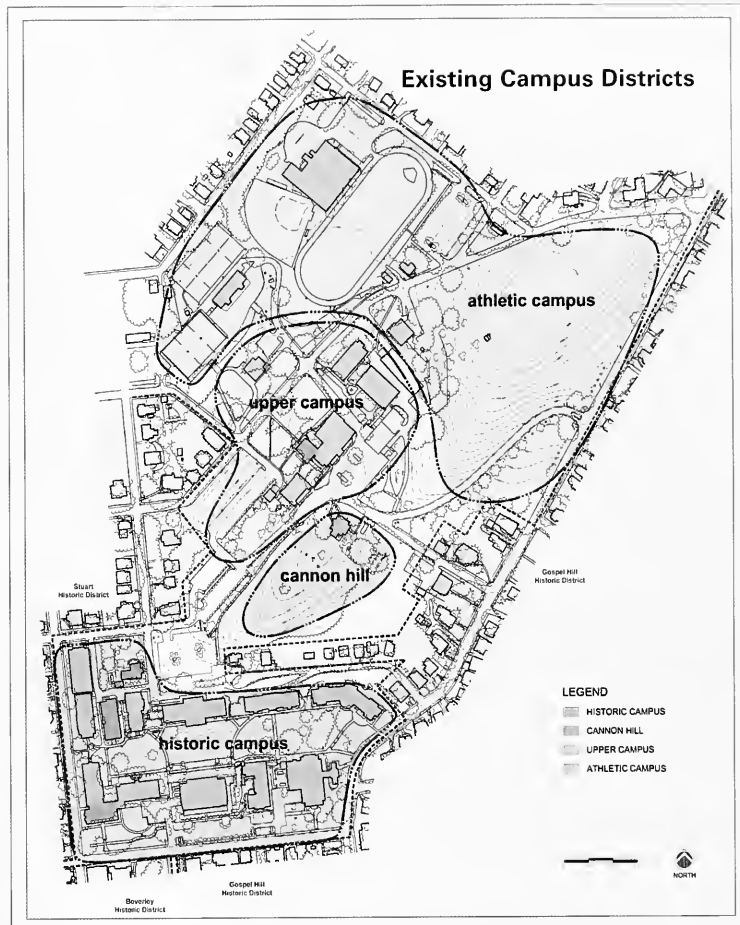 Existing Campus Districts
athletic campus
upper campus
cannon hill
Stuart
Historic District
Gospel Hill
Historic District
historic campus
LEGEND
HISTORIC CAMPUS
CANNON HILL
UPPER CAMPUS
ATHLETIC CAMPUS
NORTH
Gospel Hill
Historic District
Beverley
Historic District